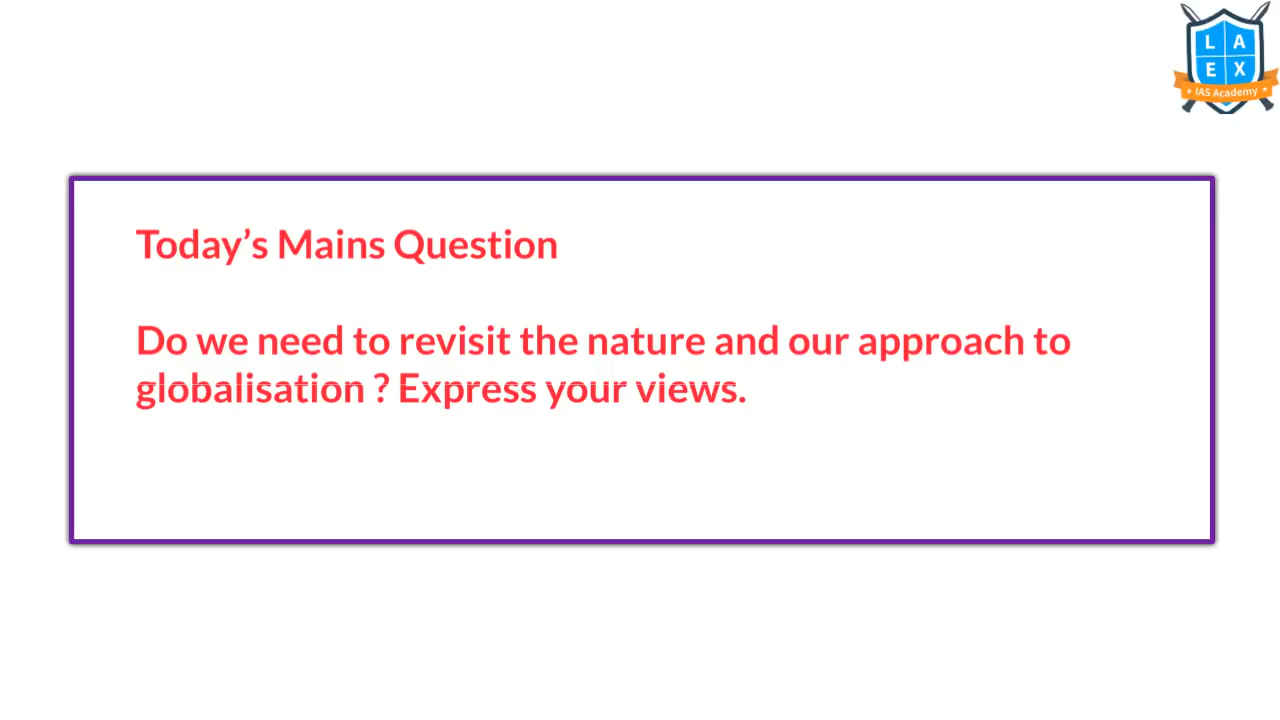 L A
E X
IAS Academy
Today’s Mains Question
Do we need to revisit the nature and our approach to
globalisation ? Express your views.